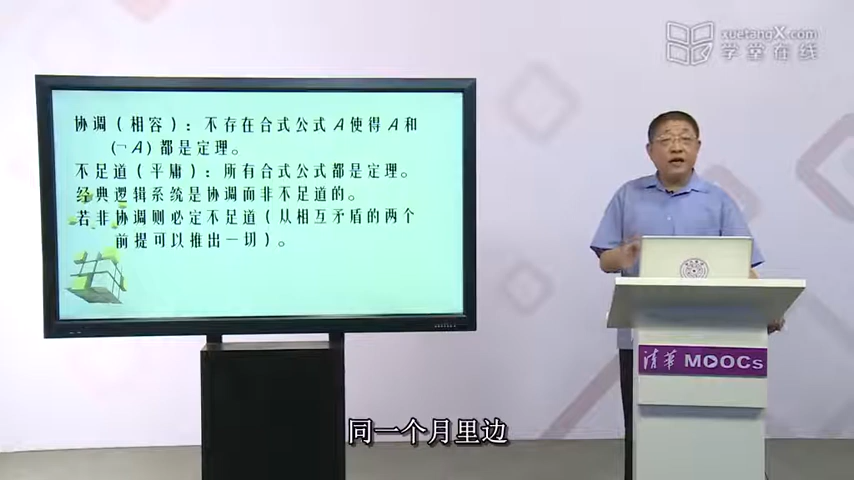 xuetangX.com
学堂在线
协调（相容）：不存在合式公式A使得A和
(¬A)都是定理。
不足道（平庸）：所有合式公式都是定理。
经典逻辑系统是协调而非不足道的。
若非协调则必定不足道（从相互矛盾的两个
前提可以推出一切）。
清华 MOOCs
同一个月里边